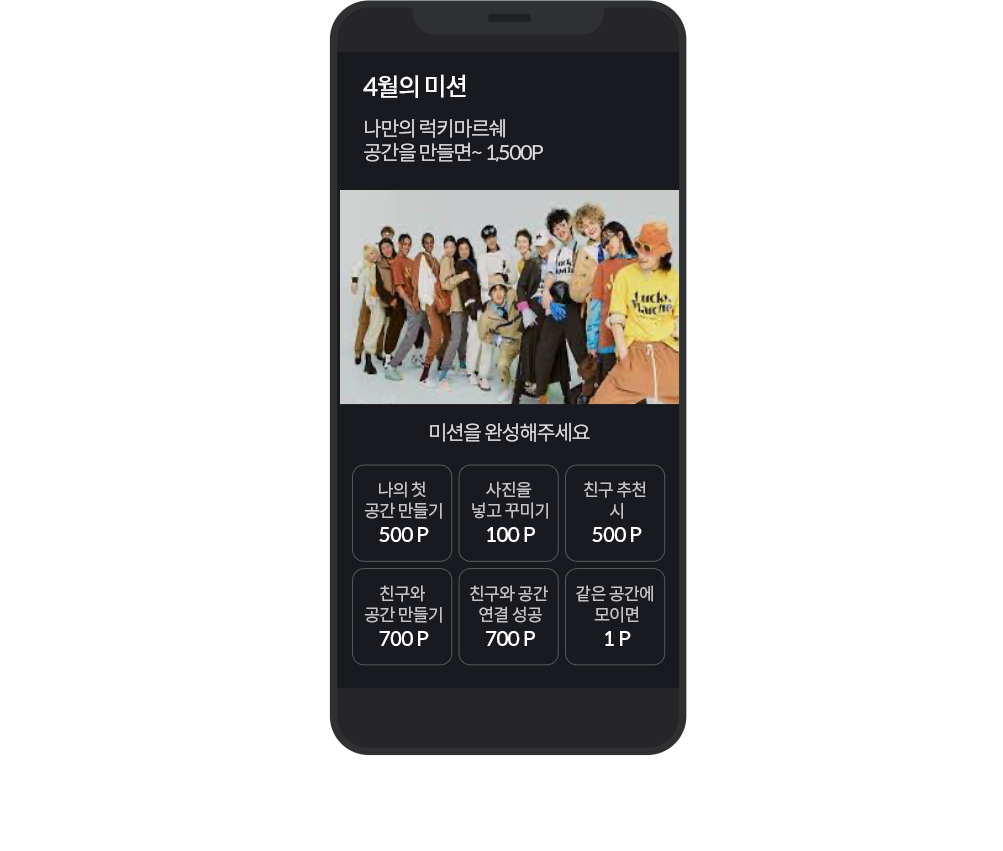 4월의 미션
나만의 럭키마르쉐
공간을 만들면~ 1,500P
Lucky
Marche
미션을 완성해주세요
나의 첫
공간 만들기
500 P
사진을
넣고 꾸미기
100 P
친구 추천
시
500 P
친구와
공간 만들기
700 P
친구와 공간
연결 성공
700 P
같은 공간에
모이면
1 P